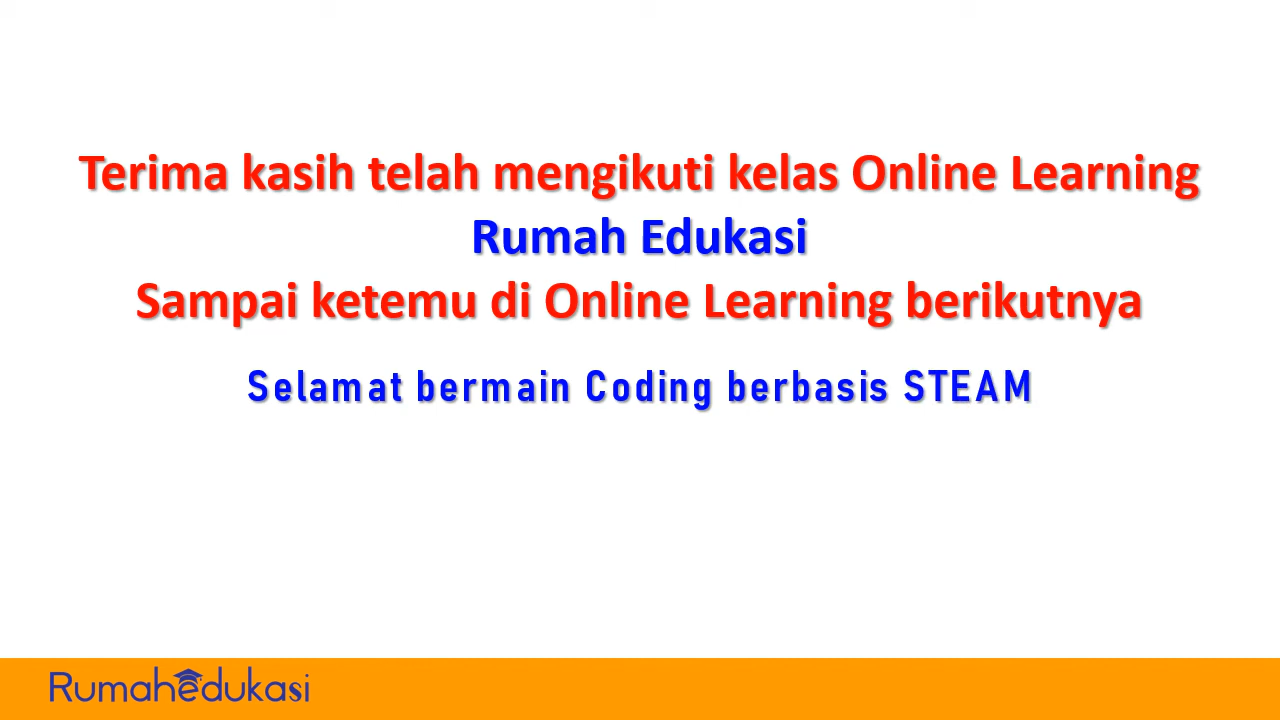 Terima kasih telah mengikuti kelas Online Learning
Rumah Edukasi
Sampai ketemu di Online Learning berikutnya
Selamat bermain Coding berbasis STEAM
Rumahedukasi